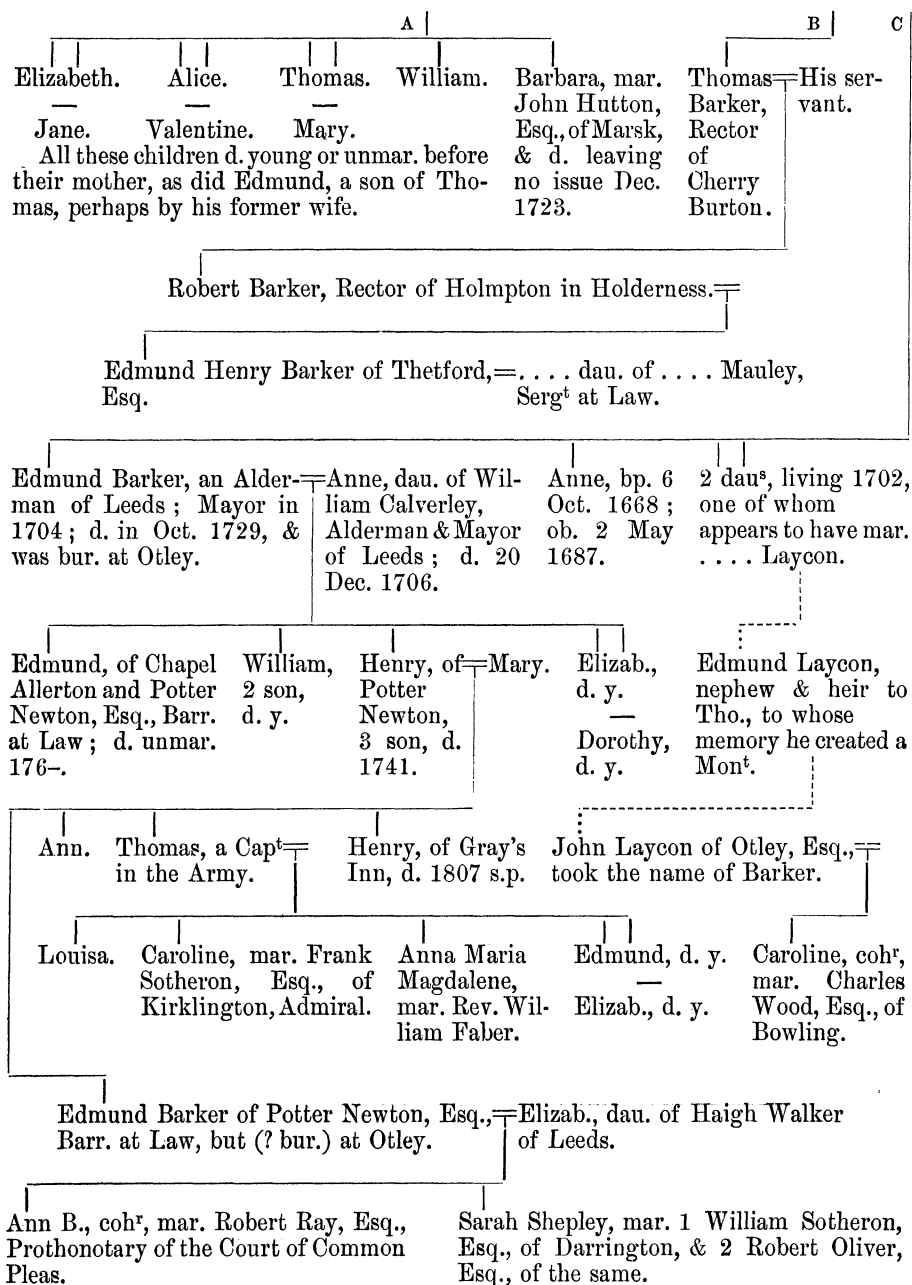 A B C
Elizabeth. Alice. Thomas. William. Barbara, mar. Thomas=His ser-
— — — John Hutton, Barker, vant.
Jane. Valentine. Mary. Esq., of Marsk, Rector
All these children d. young or unmar. before & d. leaving of
their mother, as did Edmund, a son of Tho- no issue Dec. Cherry
mas, perhaps by his former wife. 1723. Burton.
Robert Barker, Rector of Holmpton in Holderness.=
Edmund Henry Barker of Thetford,=. . . . dau. of . . . . Mauley,
Esq. Sergt at Law.
Edmund Barker, an Alder-=Anne, dau. of Wil- Anne, bp. 6 2 daus, living 1702,
man of Leeds ; Mayor in liam Calverley, Oct. 1668 ; one of whom
1704 ; d. in Oct. 1729, & Alderman & Mayor ob. 2 May appears to have mar.
was bur. at Otley. of Leeds ; d. 20 1687. . . . . Laycon.
Dec. 1706.
Edmund, of Chapel William, Henry, of=Mary. Elizab., Edmund Laycon,
Allerton and Potter 2 son, Potter d. y. nephew & heir to
Newton, Esq., Barr. d. y. Newton, — Tho., to whose
at Law ; d. unmar. 3 son, d. Dorothy, memory he created a
176–. 1741. d. y. Mont.
Ann. Thomas, a Capt= Henry, of Gray's John Laycon of Otley, Esq.,=
in the Army. Inn, d. 1807 s.p. took the name of Barker.
Louisa. Caroline, mar. Frank Anna Maria Edmund, d. y. Caroline, cohr,
Sotheron, Esq., of Magdalene, — mar. Charles
Kirklington, Admiral. mar. Rev. Wil- Elizab., d. y. Wood, Esq., of
liam Faber. Bowling.
Edmund Barker of Potter Newton, Esq.,=Elizab., dau. of Haigh Walker
Barr. at Law, but (? bur.) at Otley. of Leeds.
Ann B., cohr, mar. Robert Ray, Esq., Sarah Shepley, mar. 1 William Sotheron,
Prothonotary of the Court of Common Esq., of Darrington, & 2 Robert Oliver,
Pleas. Esq., of the same.